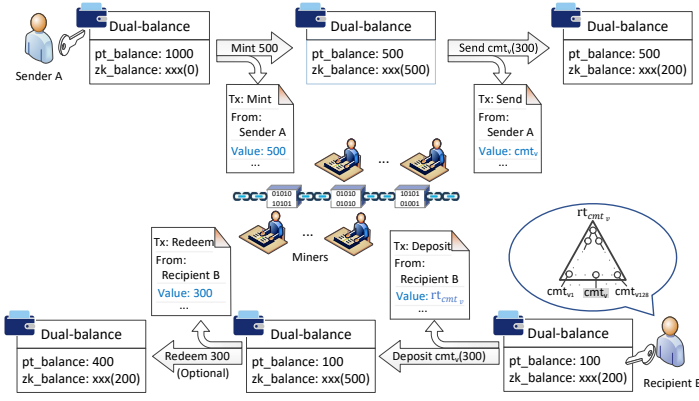 Dual-balance
pt_balance: 1000
zk_balance: xxx(0)
Sender A
Mint 500
Dual-balance
pt_balance: 500
zk_balance: xxx(500)
Send cmtᵥ(300)
Dual-balance
pt_balance: 500
zk_balance: xxx(200)
Tx: Mint
From:
Sender A
Value: 500
...
Tx: Send
From:
Sender A
Value: cmtᵥ
...
...
01010
10101
01010
01010
10101
01001
...
Miners
Tx: Redeem
From:
Recipient B
Value: 300
...
Tx: Deposit
From:
Recipient B
Value: rt_cmt_v
...
rt_cmt_v
cmtᵥ₁
cmtᵥ
cmtᵥ₁₂₈
Dual-balance
pt_balance: 400
zk_balance: xxx(200)
Redeem 300
(Optional)
Dual-balance
pt_balance: 100
zk_balance: xxx(500)
Deposit cmtᵥ(300)
Dual-balance
pt_balance: 100
zk_balance: xxx(200)
Recipient B